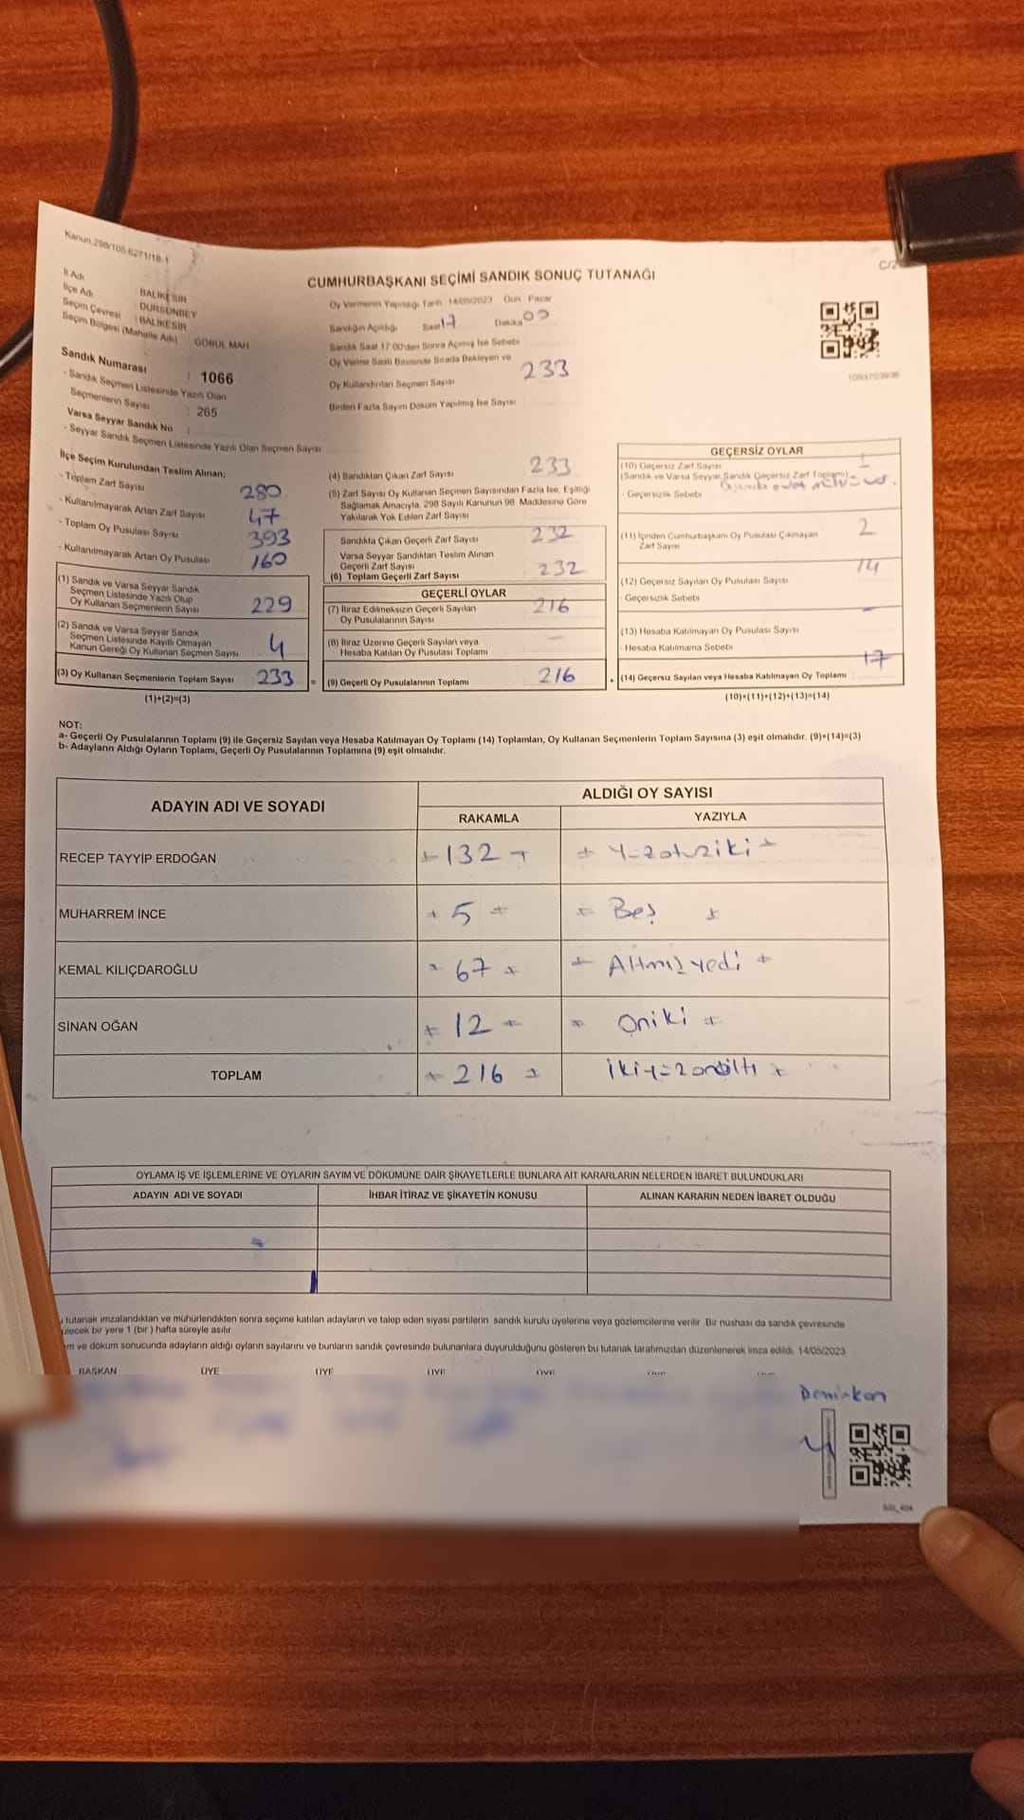 Kanun 298/105-6271/18-1
C/2
CUMHURBAŞKANI SEÇİMİ SANDIK SONUÇ TUTANAĞI
İl Adı : BALIKESİR
İlçe Adı : DURSUNBEY
Seçim Çevresi : BALIKESİR
Seçim Bölgesi (Mahalle Adı) GÖĞÜL MAH
Sandık Numarası : 1066
- Sandık Seçmen Listesinde Yazılı Olan
Seçmenlerin Sayısı : 265
Varsa Seyyar Sandık No
- Seyyar Sandık Seçmen Listesinde Yazılı Olan Seçmen Sayısı
Oy Vermenin Yapıldığı Tarih 14/05/2023 Gün Pazar
Sandığın Açıldığı Saat 17 Dakika 00
Sandık Saat 17:00'den Sonra Açılmış İse Sebebi
Oy Verme Saati Bitiminde Sırada Bekleyen ve
Oy Kullandırılan Seçmen Sayısı 233
Birden Fazla Sayım Döküm Yapılmış İse Sayısı
İlçe Seçim Kurulundan Teslim Alınan;
- Toplam Zarf Sayısı 280
- Kullanılmayarak Artan Zarf Sayısı 47
- Toplam Oy Pusulası Sayısı 393
- Kullanılmayarak Artan Oy Pusulası 160
(1) Sandık ve Varsa Seyyar Sandık
Seçmen Listesinde Yazılı Olup
Oy Kullanan Seçmenlerin Sayısı 229
(2) Sandık ve Varsa Seyyar Sandık
Seçmen Listesinde Kayıtlı Olmayan
Kanun Gereği Oy Kullanan Seçmen Sayısı 4
(3) Oy Kullanan Seçmenlerin Toplam Sayısı 233
(1)+(2)=(3)
(4) Sandıktan Çıkan Zarf Sayısı 233
(5) Zarf Sayısı Oy Kullanan Seçmen Sayısından Fazla İse, Eşitliği
Sağlamak Amacıyla, 298 Sayılı Kanunun 98. Maddesine Göre
Yakılarak Yok Edilen Zarf Sayısı
Sandıkta Çıkan Geçerli Zarf Sayısı 232
Varsa Seyyar Sandıktan Teslim Alınan
Geçerli Zarf Sayısı
(6) Toplam Geçerli Zarf Sayısı 232
GEÇERLİ OYLAR
(7) İtiraz Edilmeksizin Geçerli Sayılan
Oy Pusulalarının Sayısı 216
(8) İtiraz Üzerine Geçerli Sayılan veya
Hesaba Katılan Oy Pusulası Toplamı —
= (9) Geçerli Oy Pusulalarının Toplamı 216
GEÇERSİZ OYLAR
(10) Geçersiz Zarf Sayısı 1
(Sandık ve Varsa Seyyar Sandık Geçersiz Zarf Toplamı)
- Geçersizlik Sebebi
(11) İçinden Cumhurbaşkanı Oy Pusulası Çıkmayan
Zarf Sayısı 2
(12) Geçersiz Sayılan Oy Pusulası Sayısı 14
- Geçersizlik Sebebi
(13) Hesaba Katılmayan Oy Pusulası Sayısı —
- Hesaba Katılmama Sebebi
+ (14) Geçersiz Sayılan veya Hesaba Katılmayan Oy Toplamı 17
(10)+(11)+(12)+(13)=(14)
NOT:
a- Geçerli Oy Pusulalarının Toplamı (9) ile Geçersiz Sayılan veya Hesaba Katılmayan Oy Toplamı (14) Toplamları, Oy Kullanan Seçmenlerin Toplam Sayısına (3) eşit olmalıdır. (9)+(14)=(3)
b- Adayların Aldığı Oyların Toplamı, Geçerli Oy Pusulalarının Toplamına (9) eşit olmalıdır.
ADAYIN ADI VE SOYADI
ALDIĞI OY SAYISI
RAKAMLA YAZIYLA
RECEP TAYYİP ERDOĞAN 132 Yüzotuziki
MUHARREM İNCE 5 Beş
KEMAL KILIÇDAROĞLU 67 Altmışyedi
SİNAN OĞAN 12 Oniki
TOPLAM 216 İkiyüzonaltı
OYLAMA İŞ VE İŞLEMLERİNE VE OYLARIN SAYIM VE DÖKÜMÜNE DAİR ŞİKAYETLERLE BUNLARA AİT KARARLARIN NELERDEN İBARET BULUNDUKLARI
ADAYIN ADI VE SOYADI İHBAR İTİRAZ VE ŞİKAYETİN KONUSU ALINAN KARARIN NEDEN İBARET OLDUĞU
tutanak imzalandıktan ve mühürlendikten sonra seçime katılan adayların ve talep eden siyasi partilerin sandık kurulu üyelerine veya gözlemcilerine verilir. Bir nüshası da sandık çevresinde
bir yere 1 (bir) hafta süreyle asılır
ve döküm sonucunda adayların aldığı oyların sayılarını ve bunların sandık çevresinde bulunanlara duyurulduğunu gösteren bu tutanak tarafımızdan düzenlenerek imza edildi. 14/05/2023
BAŞKAN ÜYE ÜYE ÜYE ÜYE
Demirkan